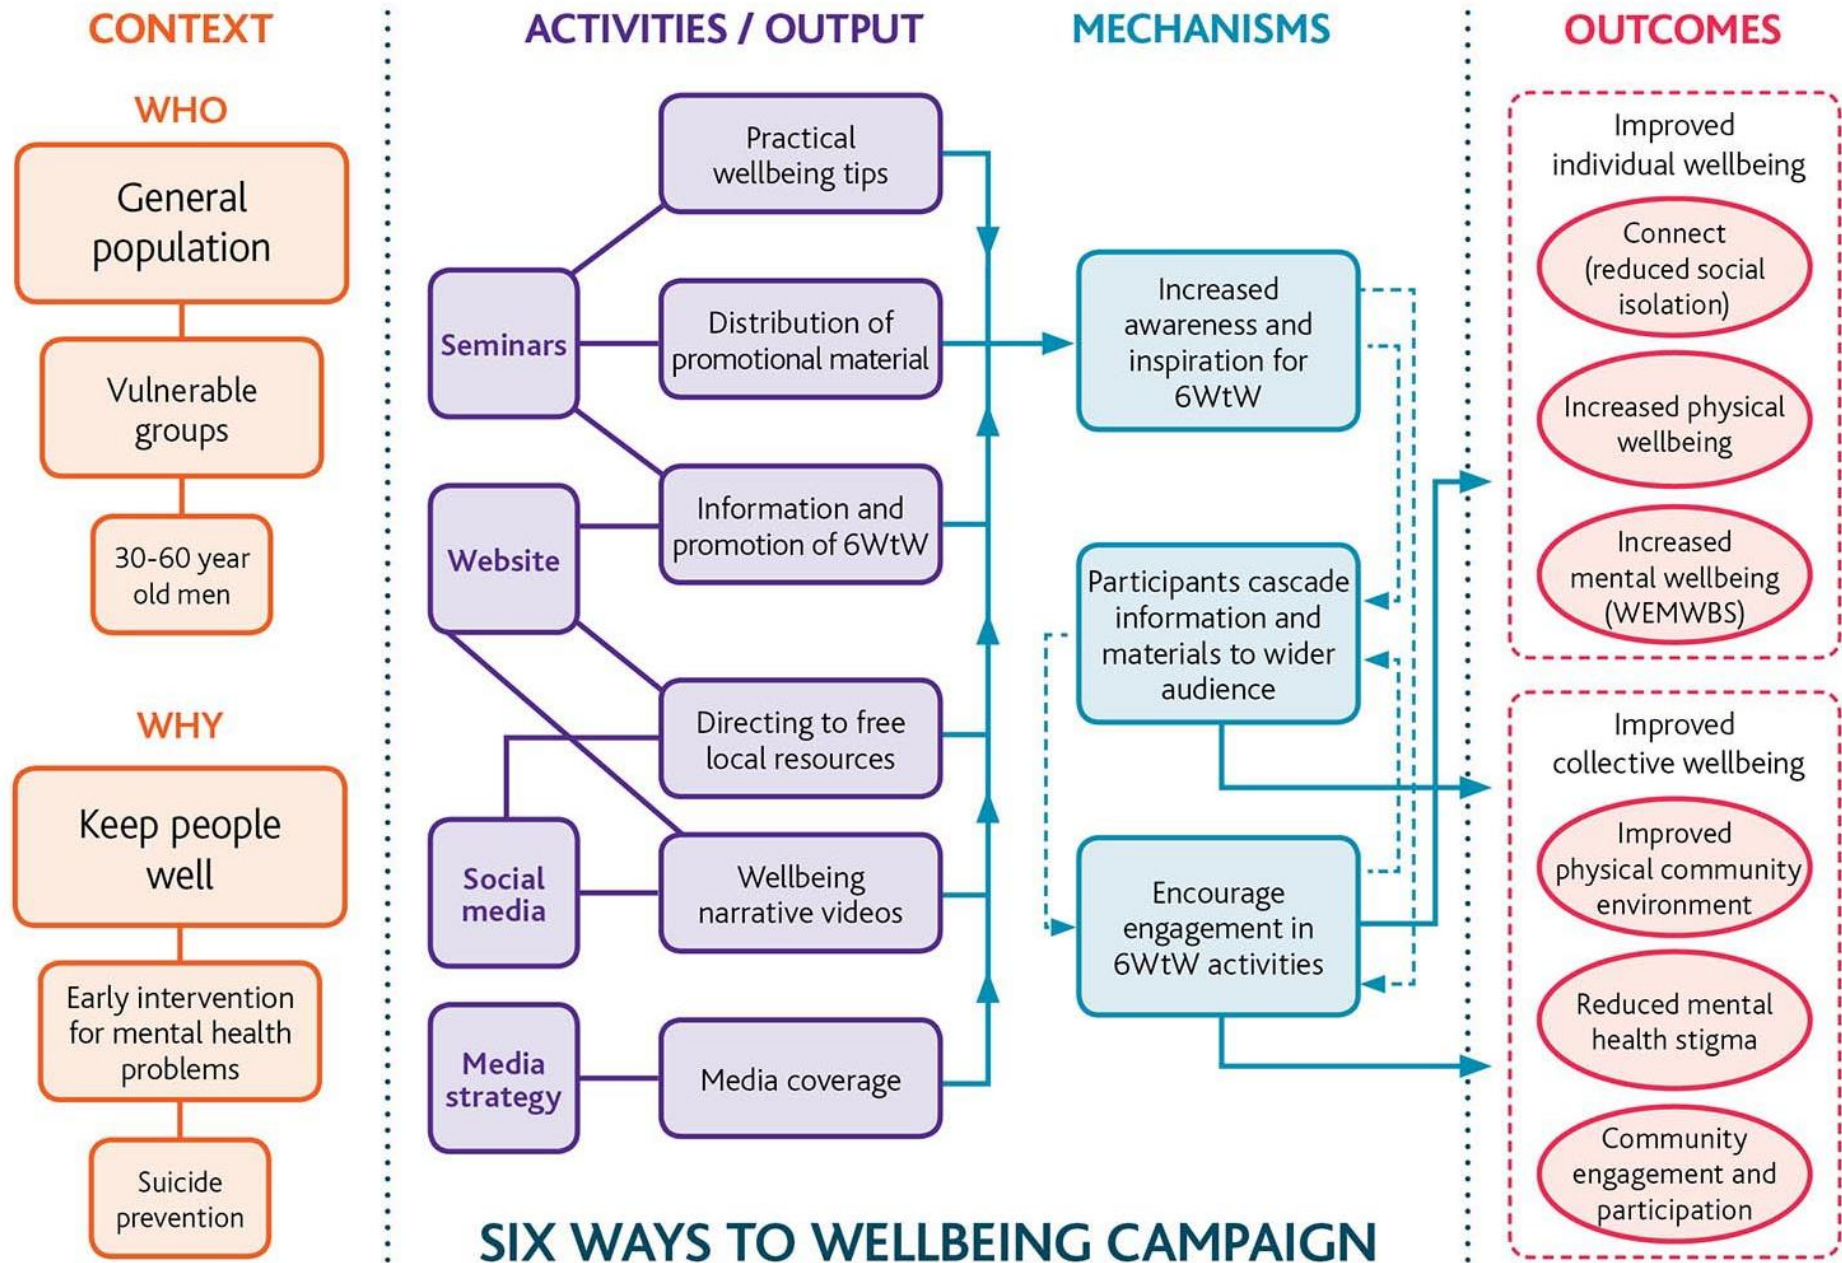 CONTEXT
WHO
General
population
Vulnerable
groups
30-60 year
old men
WHY
Keep people
well
Early intervention
for mental health
problems
Suicide
prevention
ACTIVITIES / OUTPUT
Seminars
Website
Social
media
Media
strategy
Practical
wellbeing tips
Distribution of
promotional material
Information and
promotion of 6WtW
Directing to free
local resources
Wellbeing
narrative videos
Media coverage
MECHANISMS
Increased
awareness and
inspiration for
6WtW
Participants cascade
information and
materials to wider
audience
Encourage
engagement in
6WtW activities
OUTCOMES
Improved
individual wellbeing
Connect
(reduced social
isolation)
Increased physical
wellbeing
Increased
mental wellbeing
(WEMWBS)
Improved
collective wellbeing
Improved
physical community
environment
Reduced mental
health stigma
Community
engagement and
participation
SIX WAYS TO WELLBEING CAMPAIGN